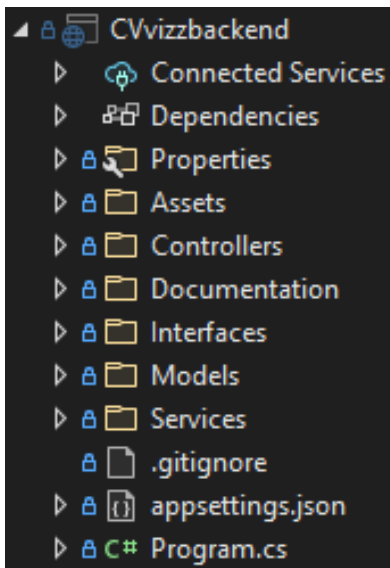 CVvizzbackend
Connected Services
Dependencies
Properties
Assets
Controllers
Documentation
Interfaces
Models
Services
.gitignore
appsettings.json
C# Program.cs